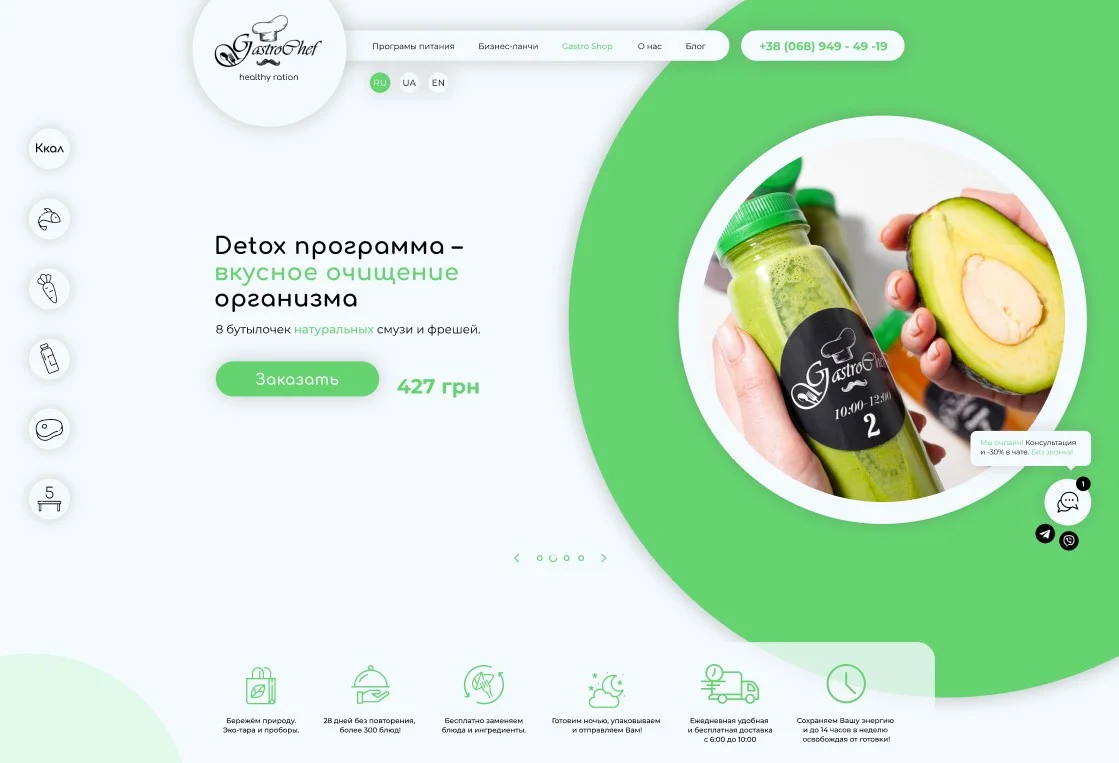 GastroChef
healthy ration
Програмы питания
Бизнес-ланчи
Gastro Shop
О нас
Блог
+38 (068) 949 - 49 -19
RU
UA
EN
Ккал
5
Detox программа –
вкусное очищение
организма
8 бутылочек натуральных смузи и фрешей.
Заказать
427 грн
GastroChef
10:00-12:00
2
Мы онлайн! Консультация
и -30% в чате. Без звонка!
1
Бережём природу.
Эко-тара и проборы.
28 дней без повторения,
более 300 блюд!
Бесплатно заменяем
блюда и ингредиенты.
Готовим ночью, упаковываем
и отправляем Вам!
Ежедневная удобная
и бесплатная доставка
с 6:00 до 10:00
Сохраняем Вашу энергию
и до 14 часов в неделю
освобождая от готовки!